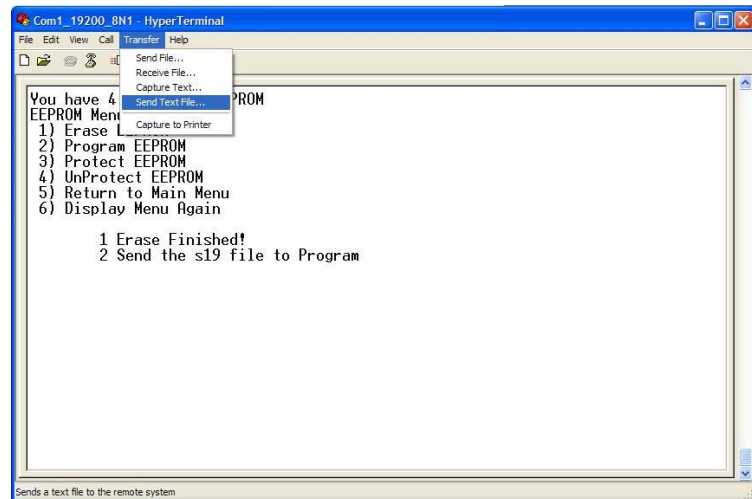 Com1_19200_8N1 - HyperTerminal
File Edit View Call Transfer Help
Send File...
Receive File...
Capture Text...
Send Text File...
Capture to Printer
You have 4 PROM
EEPROM Men
1) Erase
2) Program EEPROM
3) Protect EEPROM
4) UnProtect EEPROM
5) Return to Main Menu
6) Display Menu Again
1 Erase Finished!
2 Send the s19 file to Program
Sends a text file to the remote system